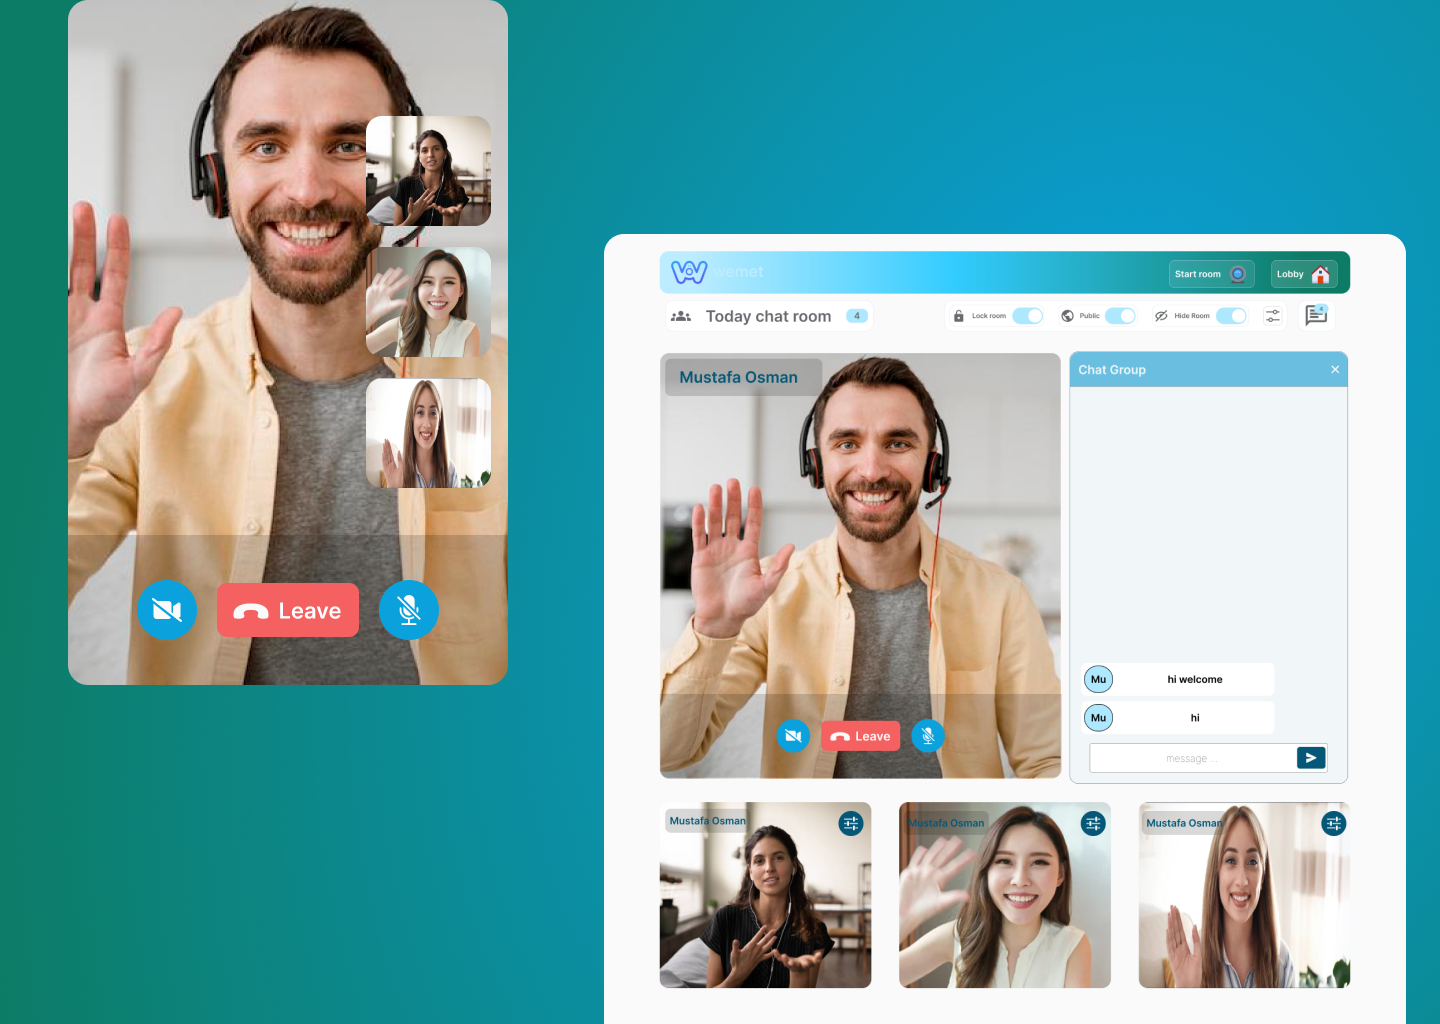 Leave
wemet
Start room
Lobby
Today chat room
4
Lock room
Public
Hide Room
4
Mustafa Osman
Chat Group
Mu
hi welcome
Mu
hi
message ...
Leave
Mustafa Osman
Mustafa Osman
Mustafa Osman